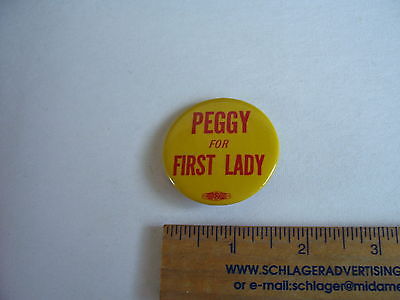 PEGGY
FOR
FIRST LADY
1 2 3
WWW.SCHLAGERADVERTISING
or e-mail:schlager@midame